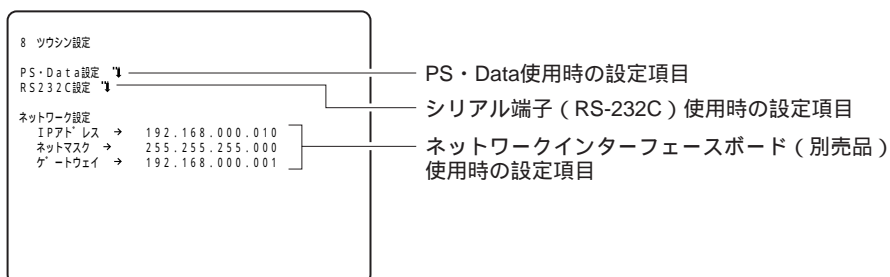 8 ツウシン設定
PS・Data設定 ⮯
RS232C設定 ⮯
ネットワーク設定
IPアドレス → 192.168.000.010
ネットマスク → 255.255.255.000
ゲートウェイ → 192.168.000.001
PS・Data使用時の設定項目
シリアル端子（RS-232C）使用時の設定項目
ネットワークインターフェースボード（別売品）
使用時の設定項目